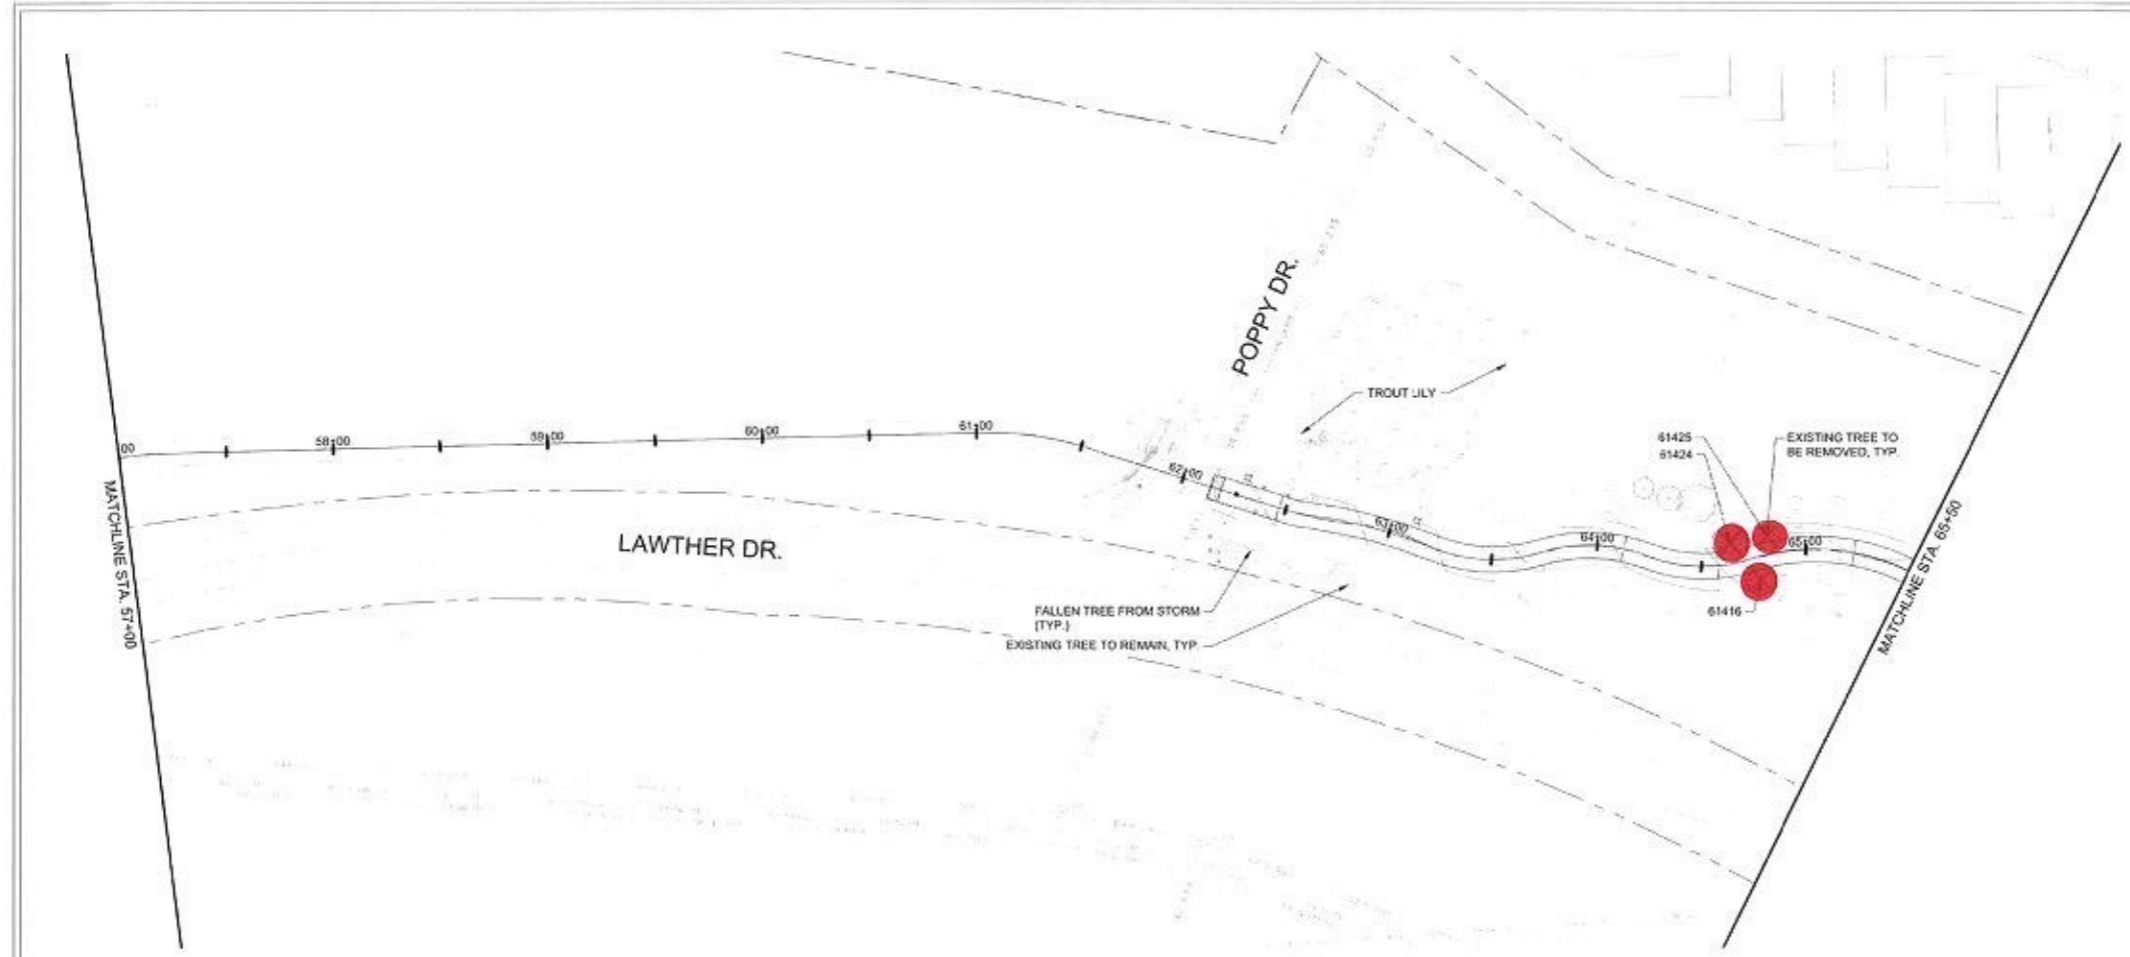 POPPY DR.
TROUT LILY
61425
61424
EXISTING TREE TO
BE REMOVED, TYP.
00
58+00
59+00
60+00
61+00
62+00
63+00
64+00
65+00
LAWTHER DR.
MATCHLINE STA. 57+00
MATCHLINE STA. 65+50
FALLEN TREE FROM STORM
(TYP.)
EXISTING TREE TO REMAIN, TYP.
61416